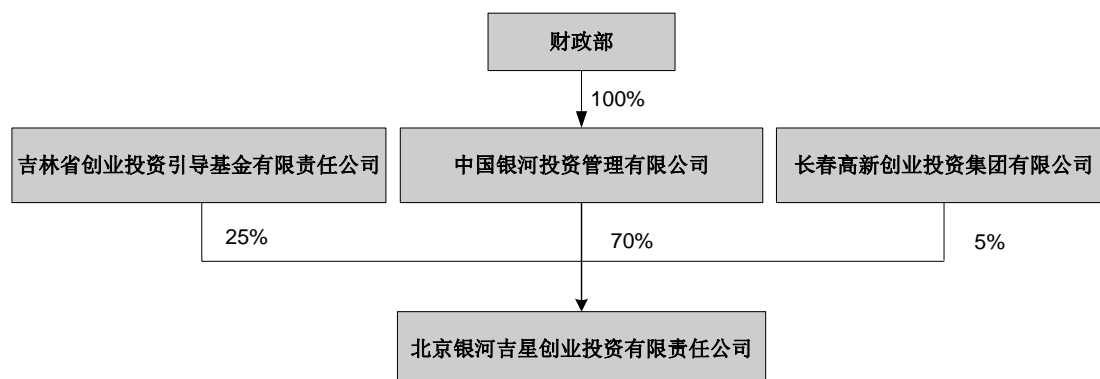 财政部
100%
吉林省创业投资引导基金有限责任公司
中国银河投资管理有限公司
长春高新创业投资集团有限公司
25%
70%
5%
北京银河吉星创业投资有限责任公司